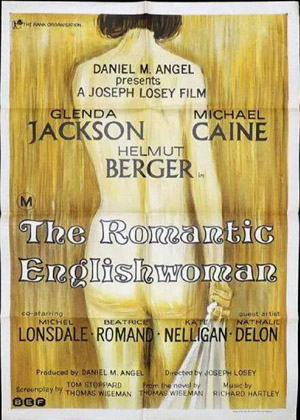 THE RANK ORGANISATION
DANIEL M. ANGEL
presents
A JOSEPH LOSEY FILM
GLENDA MICHAEL
JACKSON CAINE
HELMUT
BERGER in
M
The Romantic
Englishwoman
co-starring guest artist
MICHEL BEATRICE KATE NATHALIE
LONSDALE · ROMAND · NELLIGAN · DELON
Produced by DANIEL M. ANGEL Directed by JOSEPH LOSEY
Screenplay by TOM STOPPARD THOMAS WISEMAN From the novel by THOMAS WISEMAN Music by RICHARD HARTLEY
BEF